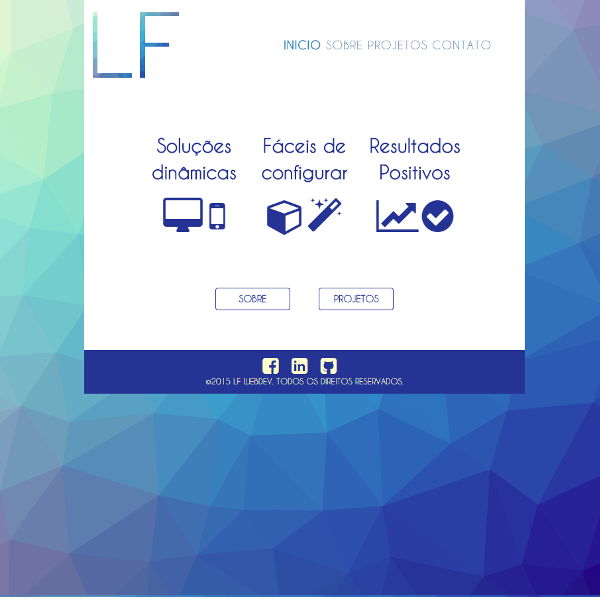 LF
INICIO SOBRE PROJETOS CONTATO
Soluções
dinâmicas
Fáceis de
configurar
Resultados
Positivos
SOBRE
PROJETOS
©2015 LF WEBDEV. TODOS OS DIREITOS RESERVADOS.